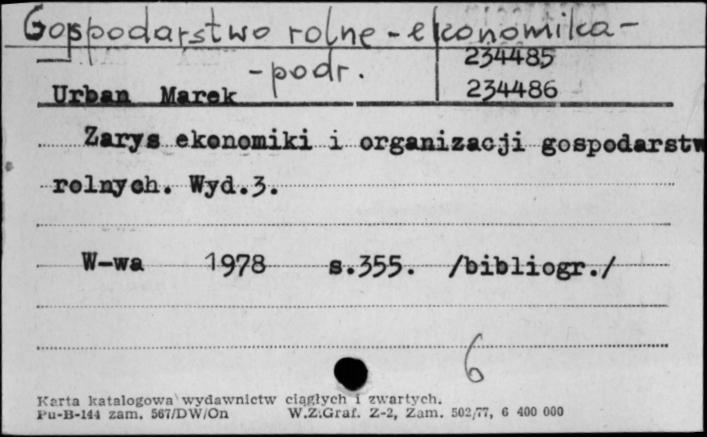 Gospodarstwo rolne - ekonomika -
- podr.
234485
Urban Marek
234486
Zarys ekonomiki i organizacji gospodarstw
rolnych. Wyd.3.
W-wa 1978 s.355. /bibliogr./
6
Karta katalogowa wydawnictw ciągłych i zwartych.
Pu-B-144 zam. 567/DW/On W.Z.Graf. Z-2, Zam. 502/77, 6 400 000